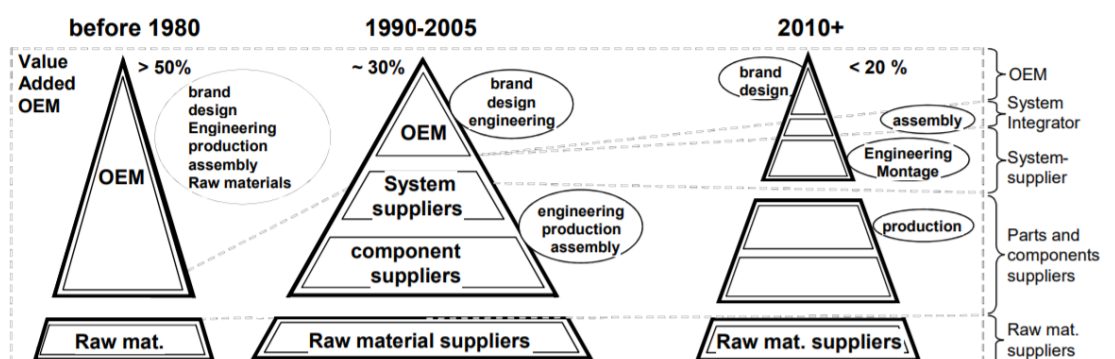 before 1980
1990-2005
2010+
Value
Added
OEM
> 50%
brand
design
Engineering
production
assembly
Raw materials
OEM
Raw mat.
~ 30%
brand
design
engineering
OEM
System
suppliers
engineering
production
assembly
component
suppliers
Raw material suppliers
brand
design
< 20 %
assembly
Engineering
Montage
production
Raw mat. suppliers
OEM
System
Integrator
System-
supplier
Parts and
components
suppliers
Raw mat.
suppliers